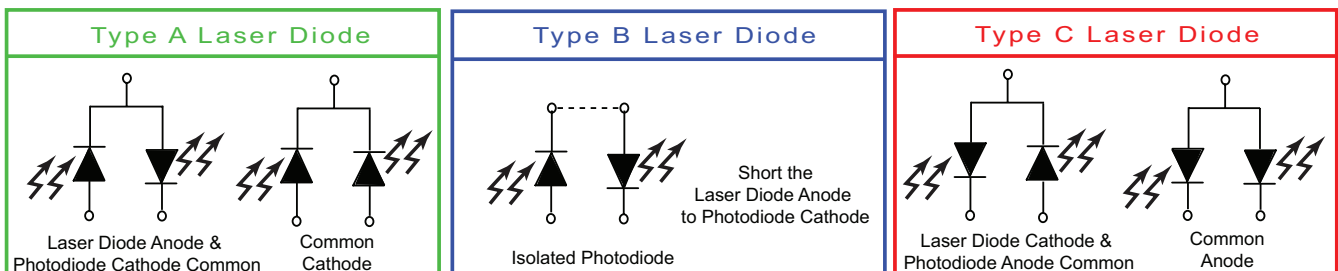 Type A Laser Diode
Laser Diode Anode &
Photodiode Cathode Common
Common
Cathode
Type B Laser Diode
Isolated Photodiode
Short the
Laser Diode Anode
to Photodiode Cathode
Type C Laser Diode
Laser Diode Cathode &
Photodiode Anode Common
Common
Anode